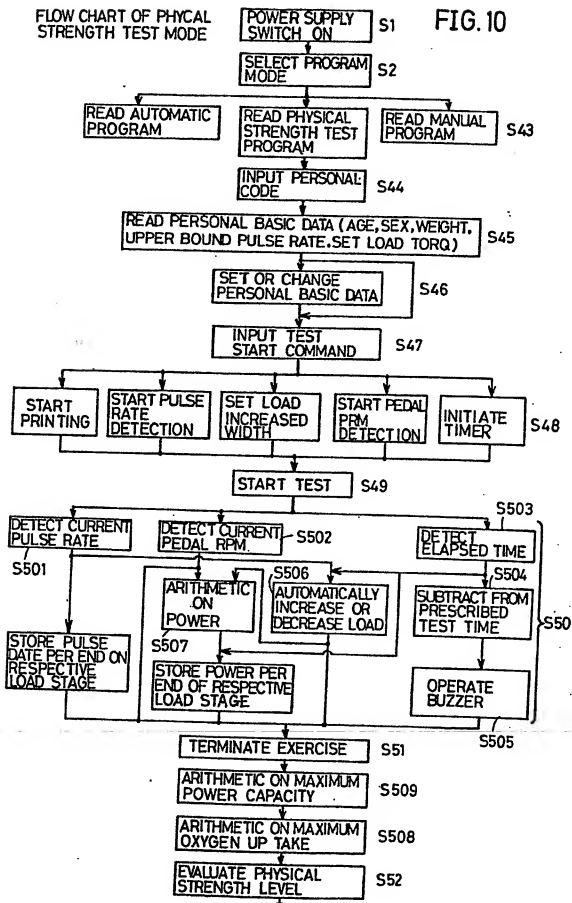 FLOW CHART OF PHYCAL
STRENGTH TEST MODE
FIG.10
POWER SUPPLY
SWITCH ON
S1
SELECT PROGRAM
MODE
S2
READ AUTOMATIC
PROGRAM
READ PHYSICAL
STRENGTH TEST
PROGRAM
READ MANUAL
PROGRAM
S43
INPUT PERSONAL
CODE
S44
READ PERSONAL BASIC DATA (AGE,SEX,WEIGHT,
UPPER BOUND PULSE RATE.SET LOAD TORQ)
S45
SET OR CHANGE
PERSONAL BASIC DATA
S46
INPUT TEST
START COMMAND
S47
START
PRINTING
START PULSE
RATE
DETECTION
SET LOAD
INCREASED
WIDTH
START PEDAL
PRM
DETECTION
INITIATE
TIMER
S48
START TEST
S49
DETECT CURRENT
PULSE RATE
S501
DETECT CURRENT
PEDAL RPM.
S502
S503
DETECT
ELAPSED TIME
ARITHMETIC
ON
POWER
S507
S506
AUTOMATICALLY
INCREASE OR
DECREASE LOAD
S504
SUBTRACT FROM
PRESCRIBED
TEST TIME
S50
STORE PULSE
DATE PER END ON
RESPECTIVE
LOAD STAGE
STORE POWER PER
END OF RESPECTIVE
LOAD STAGE
OPERATE
BUZZER
S505
TERMINATE EXERCISE
S51
ARITHMETIC ON MAXIMUM
POWER CAPACITY
S509
ARITHMETIC ON MAXIMUM
OXYGEN UP TAKE
S508
EVALUATE PHYSICAL
STRENGTH LEVEL
S52